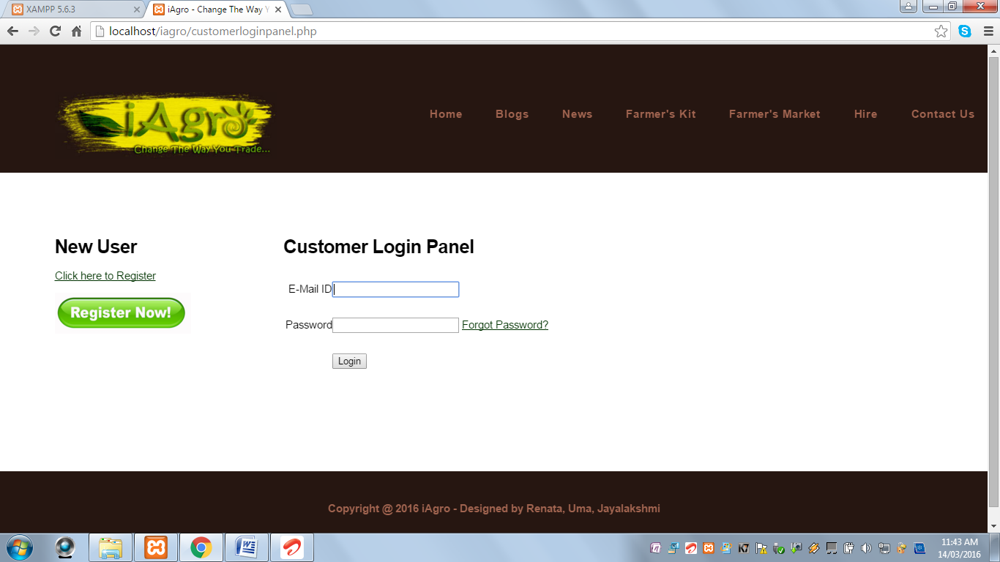 XAMPP 5.6.3
iAgro - Change The Way Y
localhost/iagro/customerloginpanel.php
iAgro
Change The Way You Trade...
Home Blogs News Farmer's Kit Farmer's Market Hire Contact Us
New User
Click here to Register
Register Now!
Customer Login Panel
E-Mail ID
Password Forgot Password?
Login
Copyright @ 2016 iAgro - Designed by Renata, Uma, Jayalakshmi
K7
11:43 AM
14/03/2016